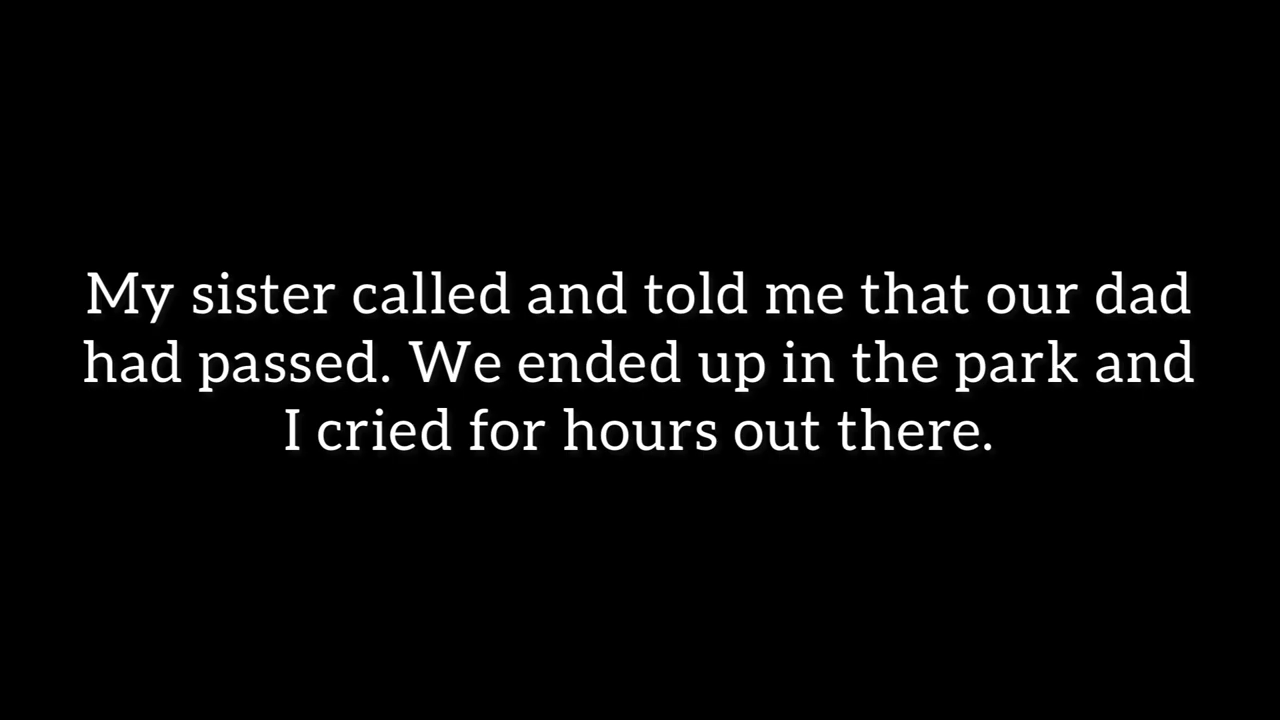 My sister called and told me that our dad
had passed. We ended up in the park and
I cried for hours out there.